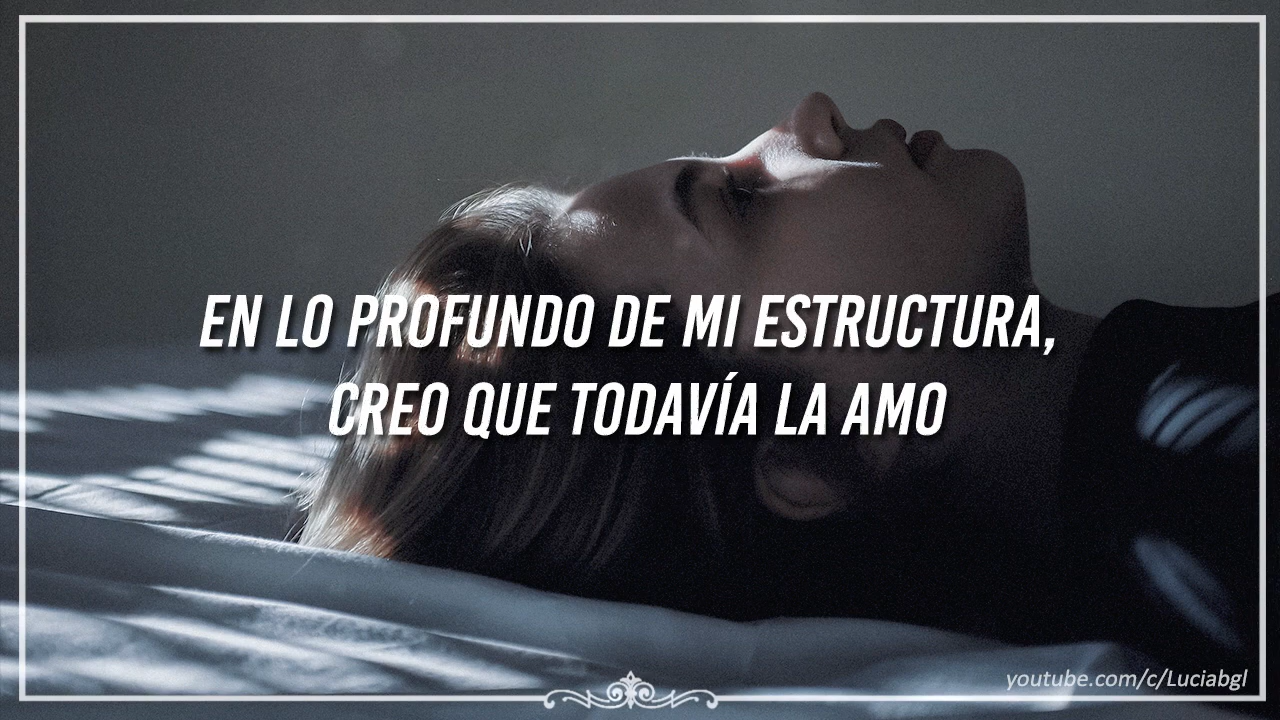 EN LO PROFUNDO DE MI ESTRUCTURA,
CREO QUE TODAVÍA LA AMO
youtube.com/c/Luciabgl